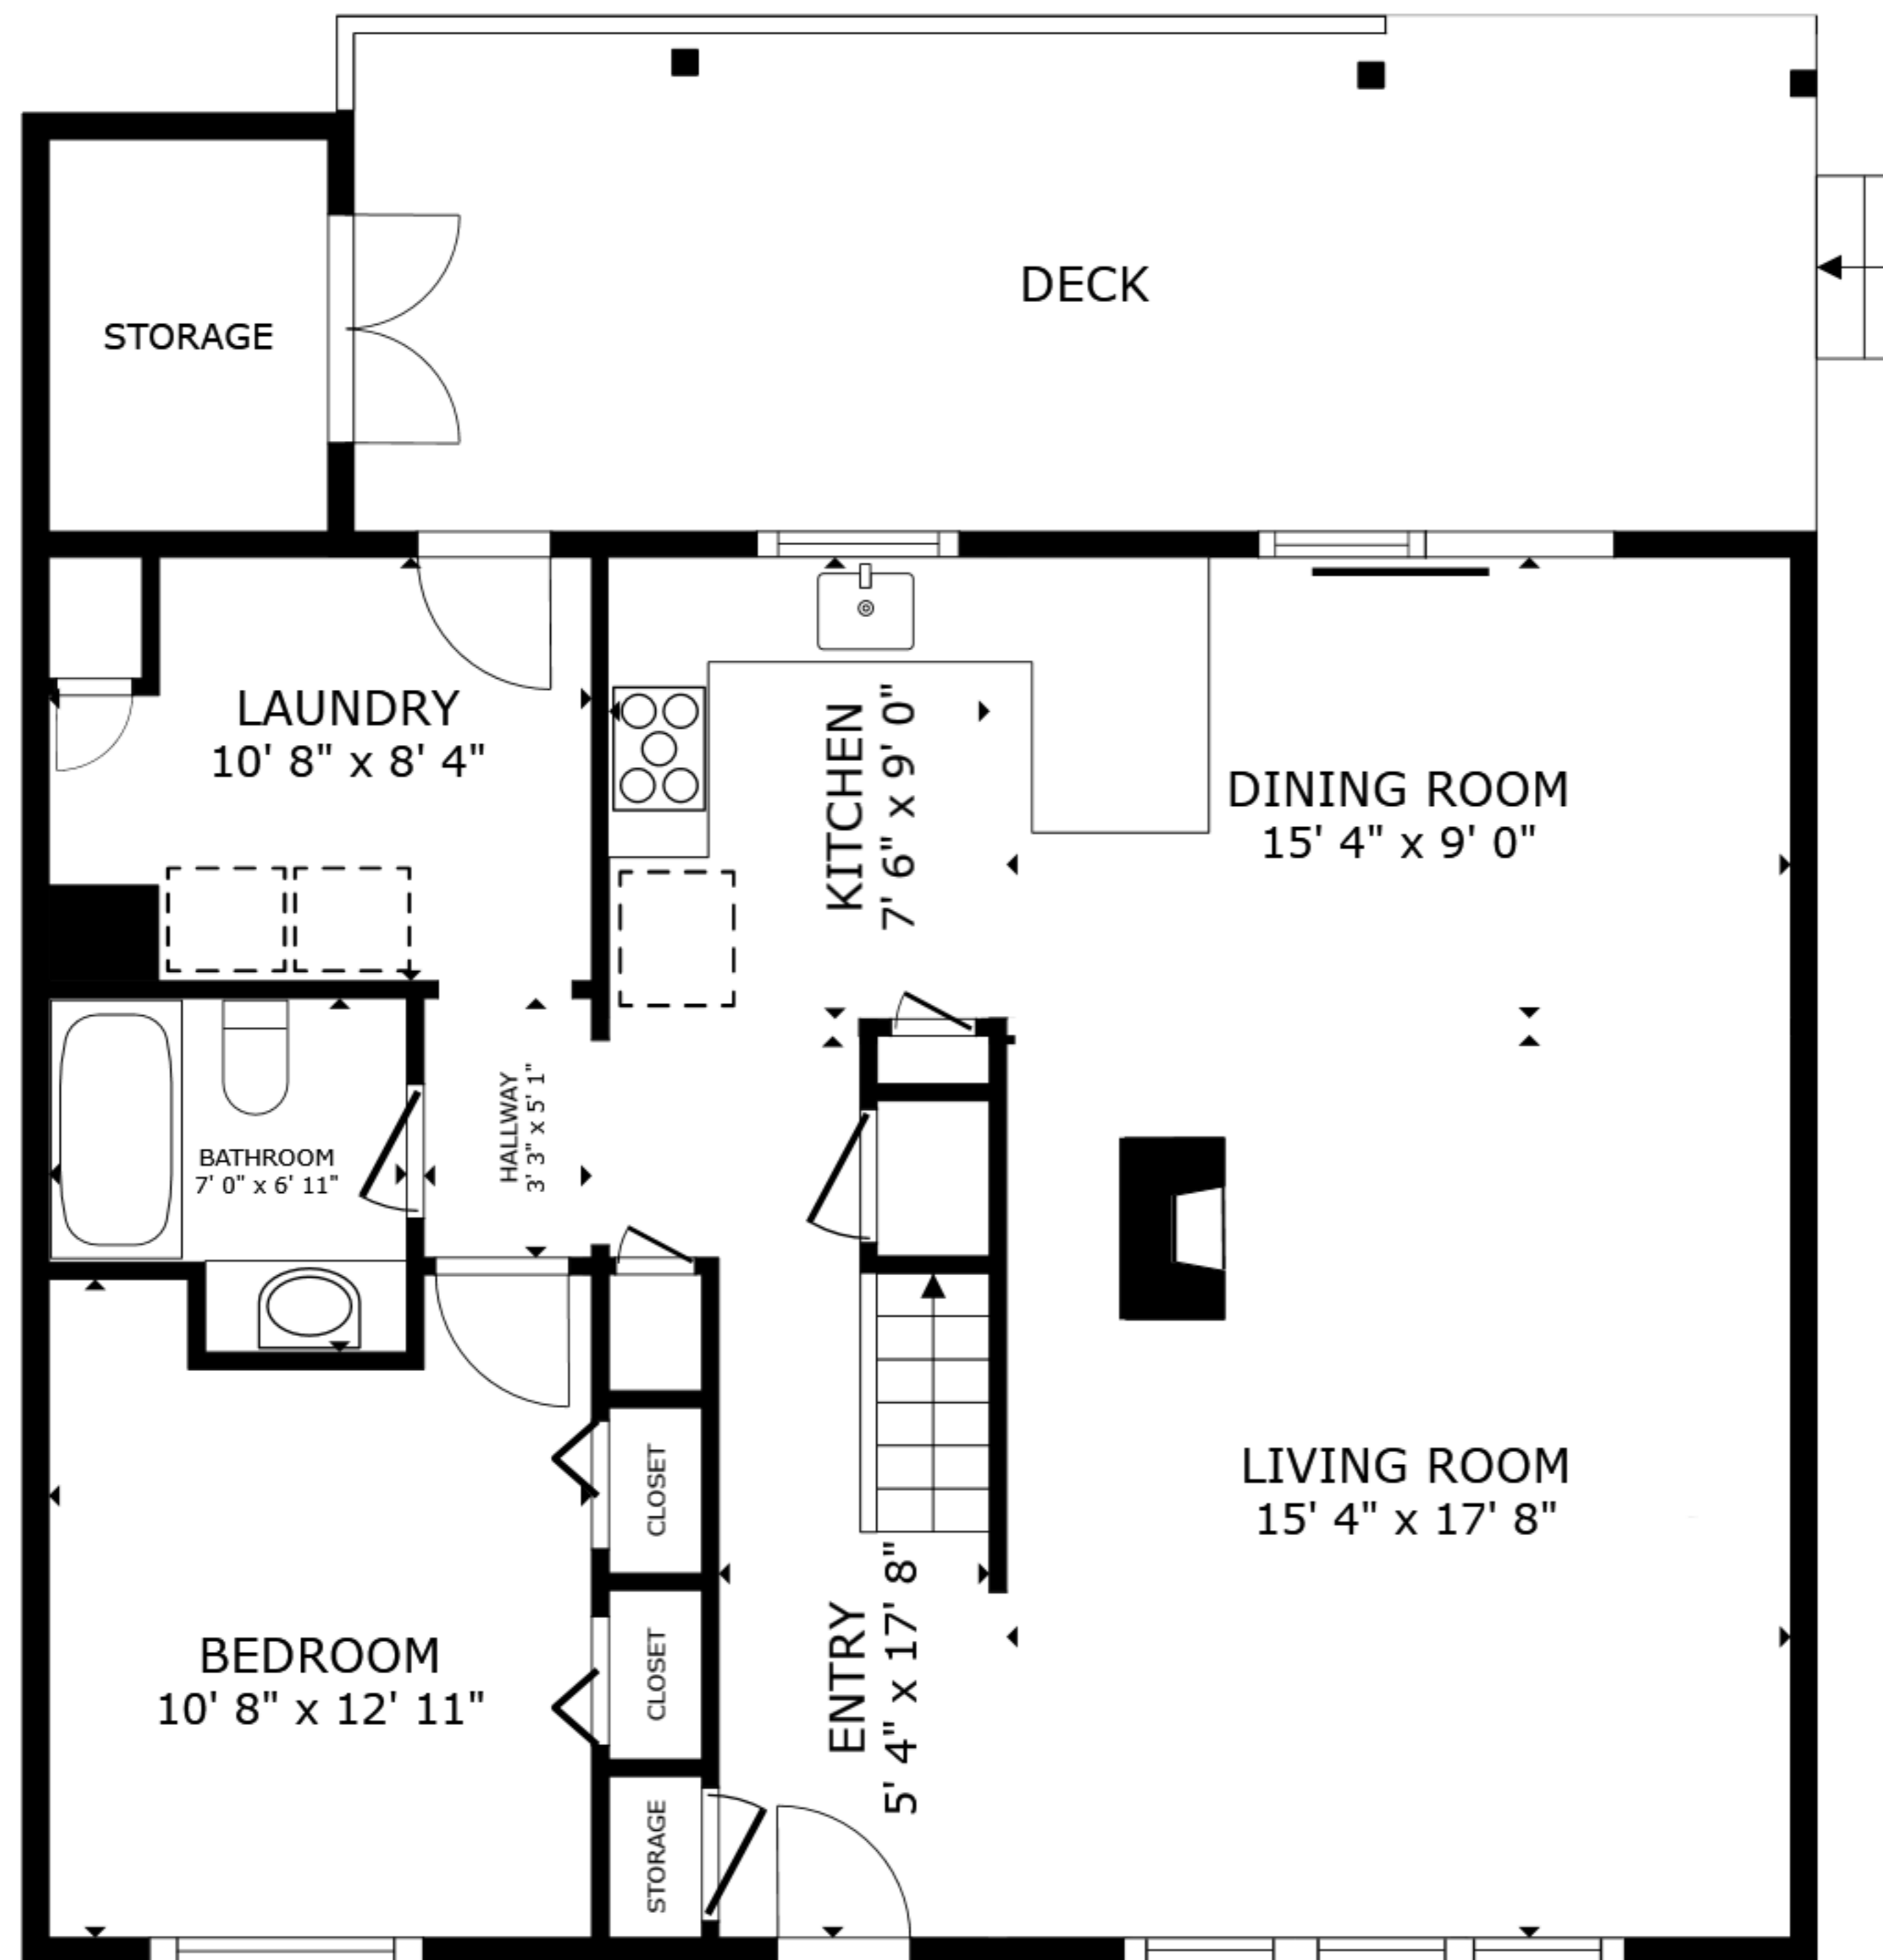 DECK
STORAGE
LAUNDRY
10' 8" x 8' 4"
KITCHEN
7' 6" x 9' 0"
DINING ROOM
15' 4" x 9' 0"
HALLWAY
3' 3" x 5' 1"
BATHROOM
7' 0" x 6' 11"
CLOSET
LIVING ROOM
15' 4" x 17' 8"
BEDROOM
10' 8" x 12' 11"
CLOSET
ENTRY
5' 4" x 17' 8"
STORAGE